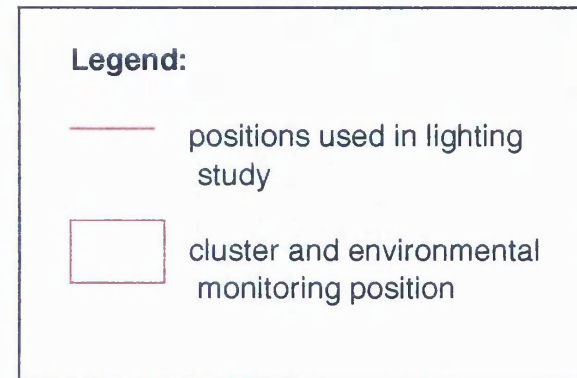 Legend:
positions used in lighting
study
cluster and environmental
monitoring position